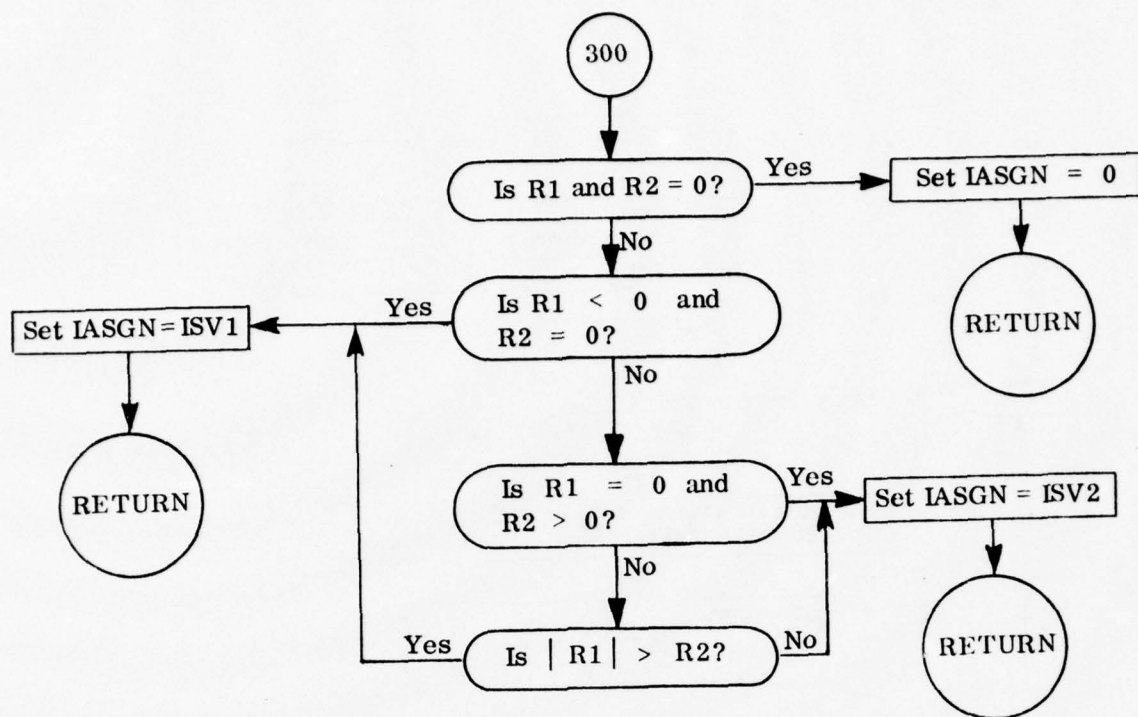 300
Is R1 and R2 = 0?
Yes
Set IASGN = 0
No
RETURN
Is R1 < 0 and
R2 = 0?
Yes
Set IASGN = ISV1
No
RETURN
Is R1 = 0 and
R2 > 0?
Yes
Set IASGN = ISV2
No
RETURN
Is | R1 | > R2?
Yes
No